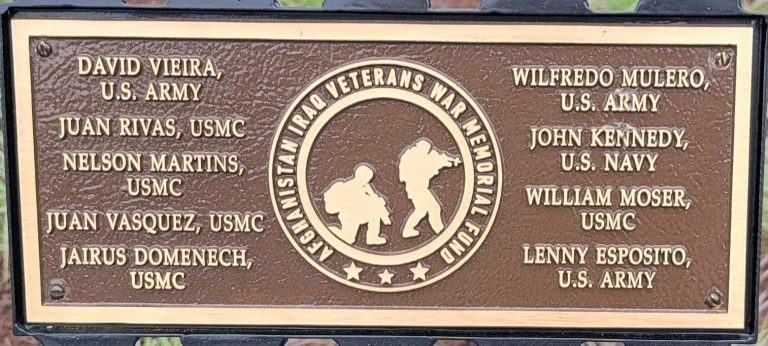 DAVID VIEIRA,
U.S. ARMY
JUAN RIVAS, USMC
NELSON MARTINS,
USMC
JUAN VASQUEZ, USMC
JAIRUS DOMENECH,
USMC
AFGHANISTAN IRAQ VETERANS WAR MEMORIAL FUND
WILFREDO MULERO,
U.S. ARMY
JOHN KENNEDY,
U.S. NAVY
WILLIAM MOSER,
USMC
LENNY ESPOSITO,
U.S. ARMY